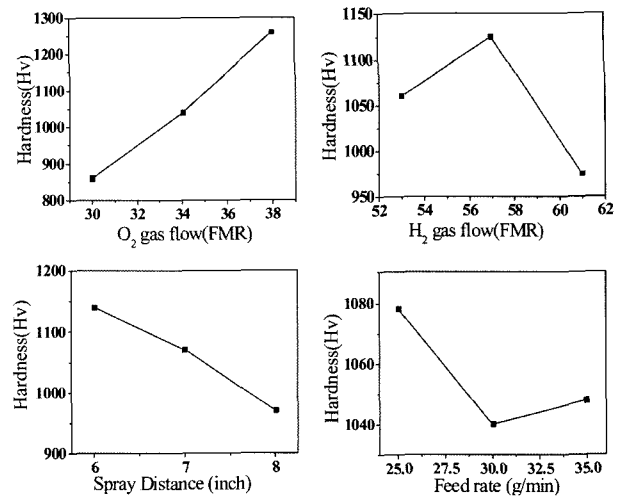 Hardness(Hv)
1300
1200
1100
1000
900
800
30 32 34 36 38
O₂ gas flow(FMR)
Hardness(Hv)
1150
1100
1050
1000
950
52 54 56 58 60 62
H₂ gas flow(FMR)
Hardness(Hv)
1200
1100
1000
900
6 7 8
Spray Distance (inch)
Hardness(Hv)
1080
1060
1040
25.0 27.5 30.0 32.5 35.0
Feed rate (g/min)